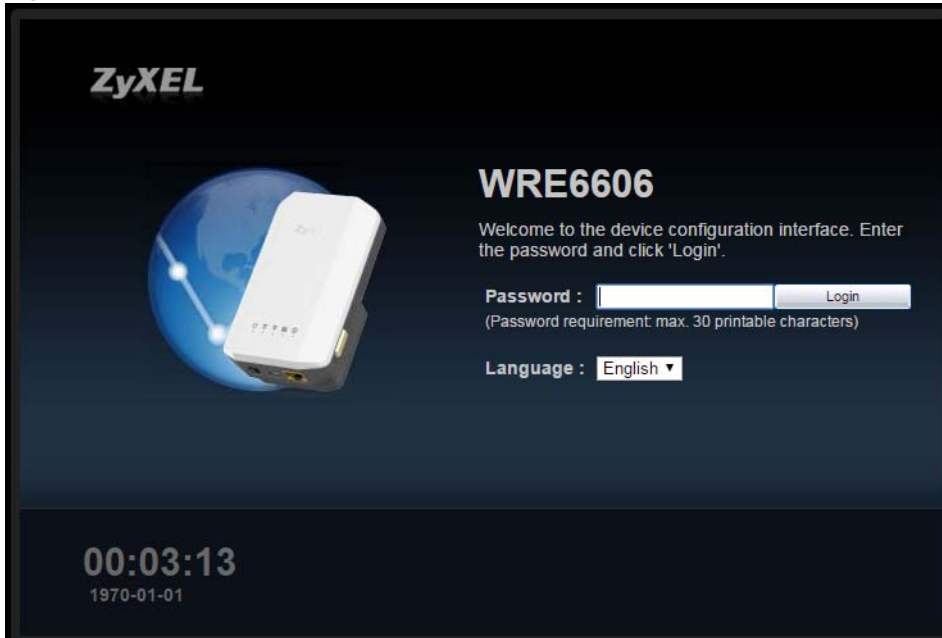 ZyXEL
WRE6606
Welcome to the device configuration interface. Enter
the password and click 'Login'.
Password :
Login
(Password requirement: max. 30 printable characters)
Language :
English
00:03:13
1970-01-01